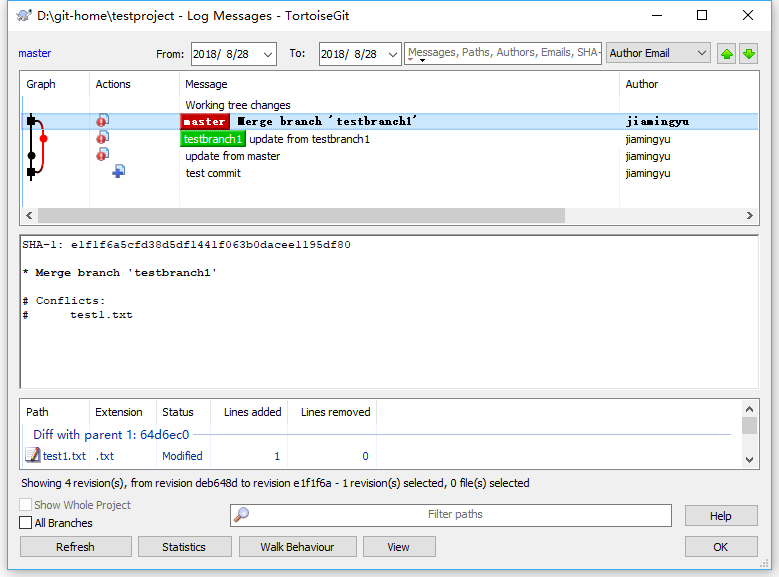 D:\git-home\testproject - Log Messages - TortoiseGit
master From: 2018/ 8/28 To: 2018/ 8/28 Messages, Paths, Authors, Emails, SHA- Author Email
Graph Actions Message Author
Working tree changes
master Merge branch 'testbranch1' jiamingyu
testbranch1 update from testbranch1 jiamingyu
update from master jiamingyu
test commit jiamingyu
SHA-1: e1f1f6a5cfd38d5df1441f063b0dacee1195df80
* Merge branch 'testbranch1'
# Conflicts:
# test1.txt
Path Extension Status Lines added Lines removed
Diff with parent 1: 64d6ec0
test1.txt .txt Modified 1 0
Showing 4 revision(s), from revision deb648d to revision e1f1f6a - 1 revision(s) selected, 0 file(s) selected
Show Whole Project
All Branches Filter paths Help
Refresh Statistics Walk Behaviour View OK